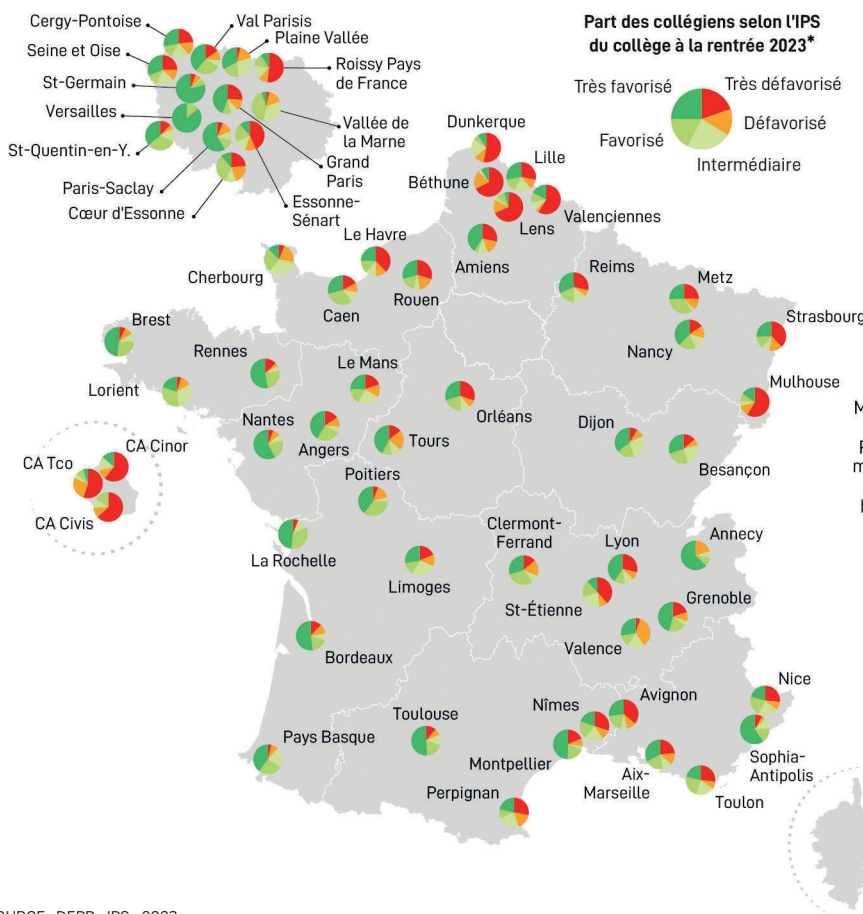 Part des collégiens selon l'IPS
du collège à la rentrée 2023*
Très favorisé
Très défavorisé
Favorisé
Défavorisé
Intermédiaire
Cergy-Pontoise
Val Parisis
Seine et Oise
Plaine Vallée
St-Germain
Roissy Pays
de France
Versailles
Vallée de
la Marne
St-Quentin-en-Y.
Grand
Paris
Paris-Saclay
Essonne-
Sénart
Cœur d'Essonne
Dunkerque
Lille
Béthune
Valenciennes
Lens
Le Havre
Amiens
Cherbourg
Rouen
Reims
Metz
Caen
Strasbourg
Brest
Nancy
Rennes
Le Mans
Mulhouse
Lorient
Orléans
Nantes
Dijon
Angers
Tours
Besançon
CA Cinor
CA Tco
CA Civis
Poitiers
La Rochelle
Clermont-
Ferrand
Lyon
Annecy
Limoges
St-Étienne
Grenoble
Bordeaux
Valence
Nice
Avignon
Nîmes
Toulouse
Pays Basque
Montpellier
Sophia-
Antipolis
Aix-
Marseille
Perpignan
Toulon